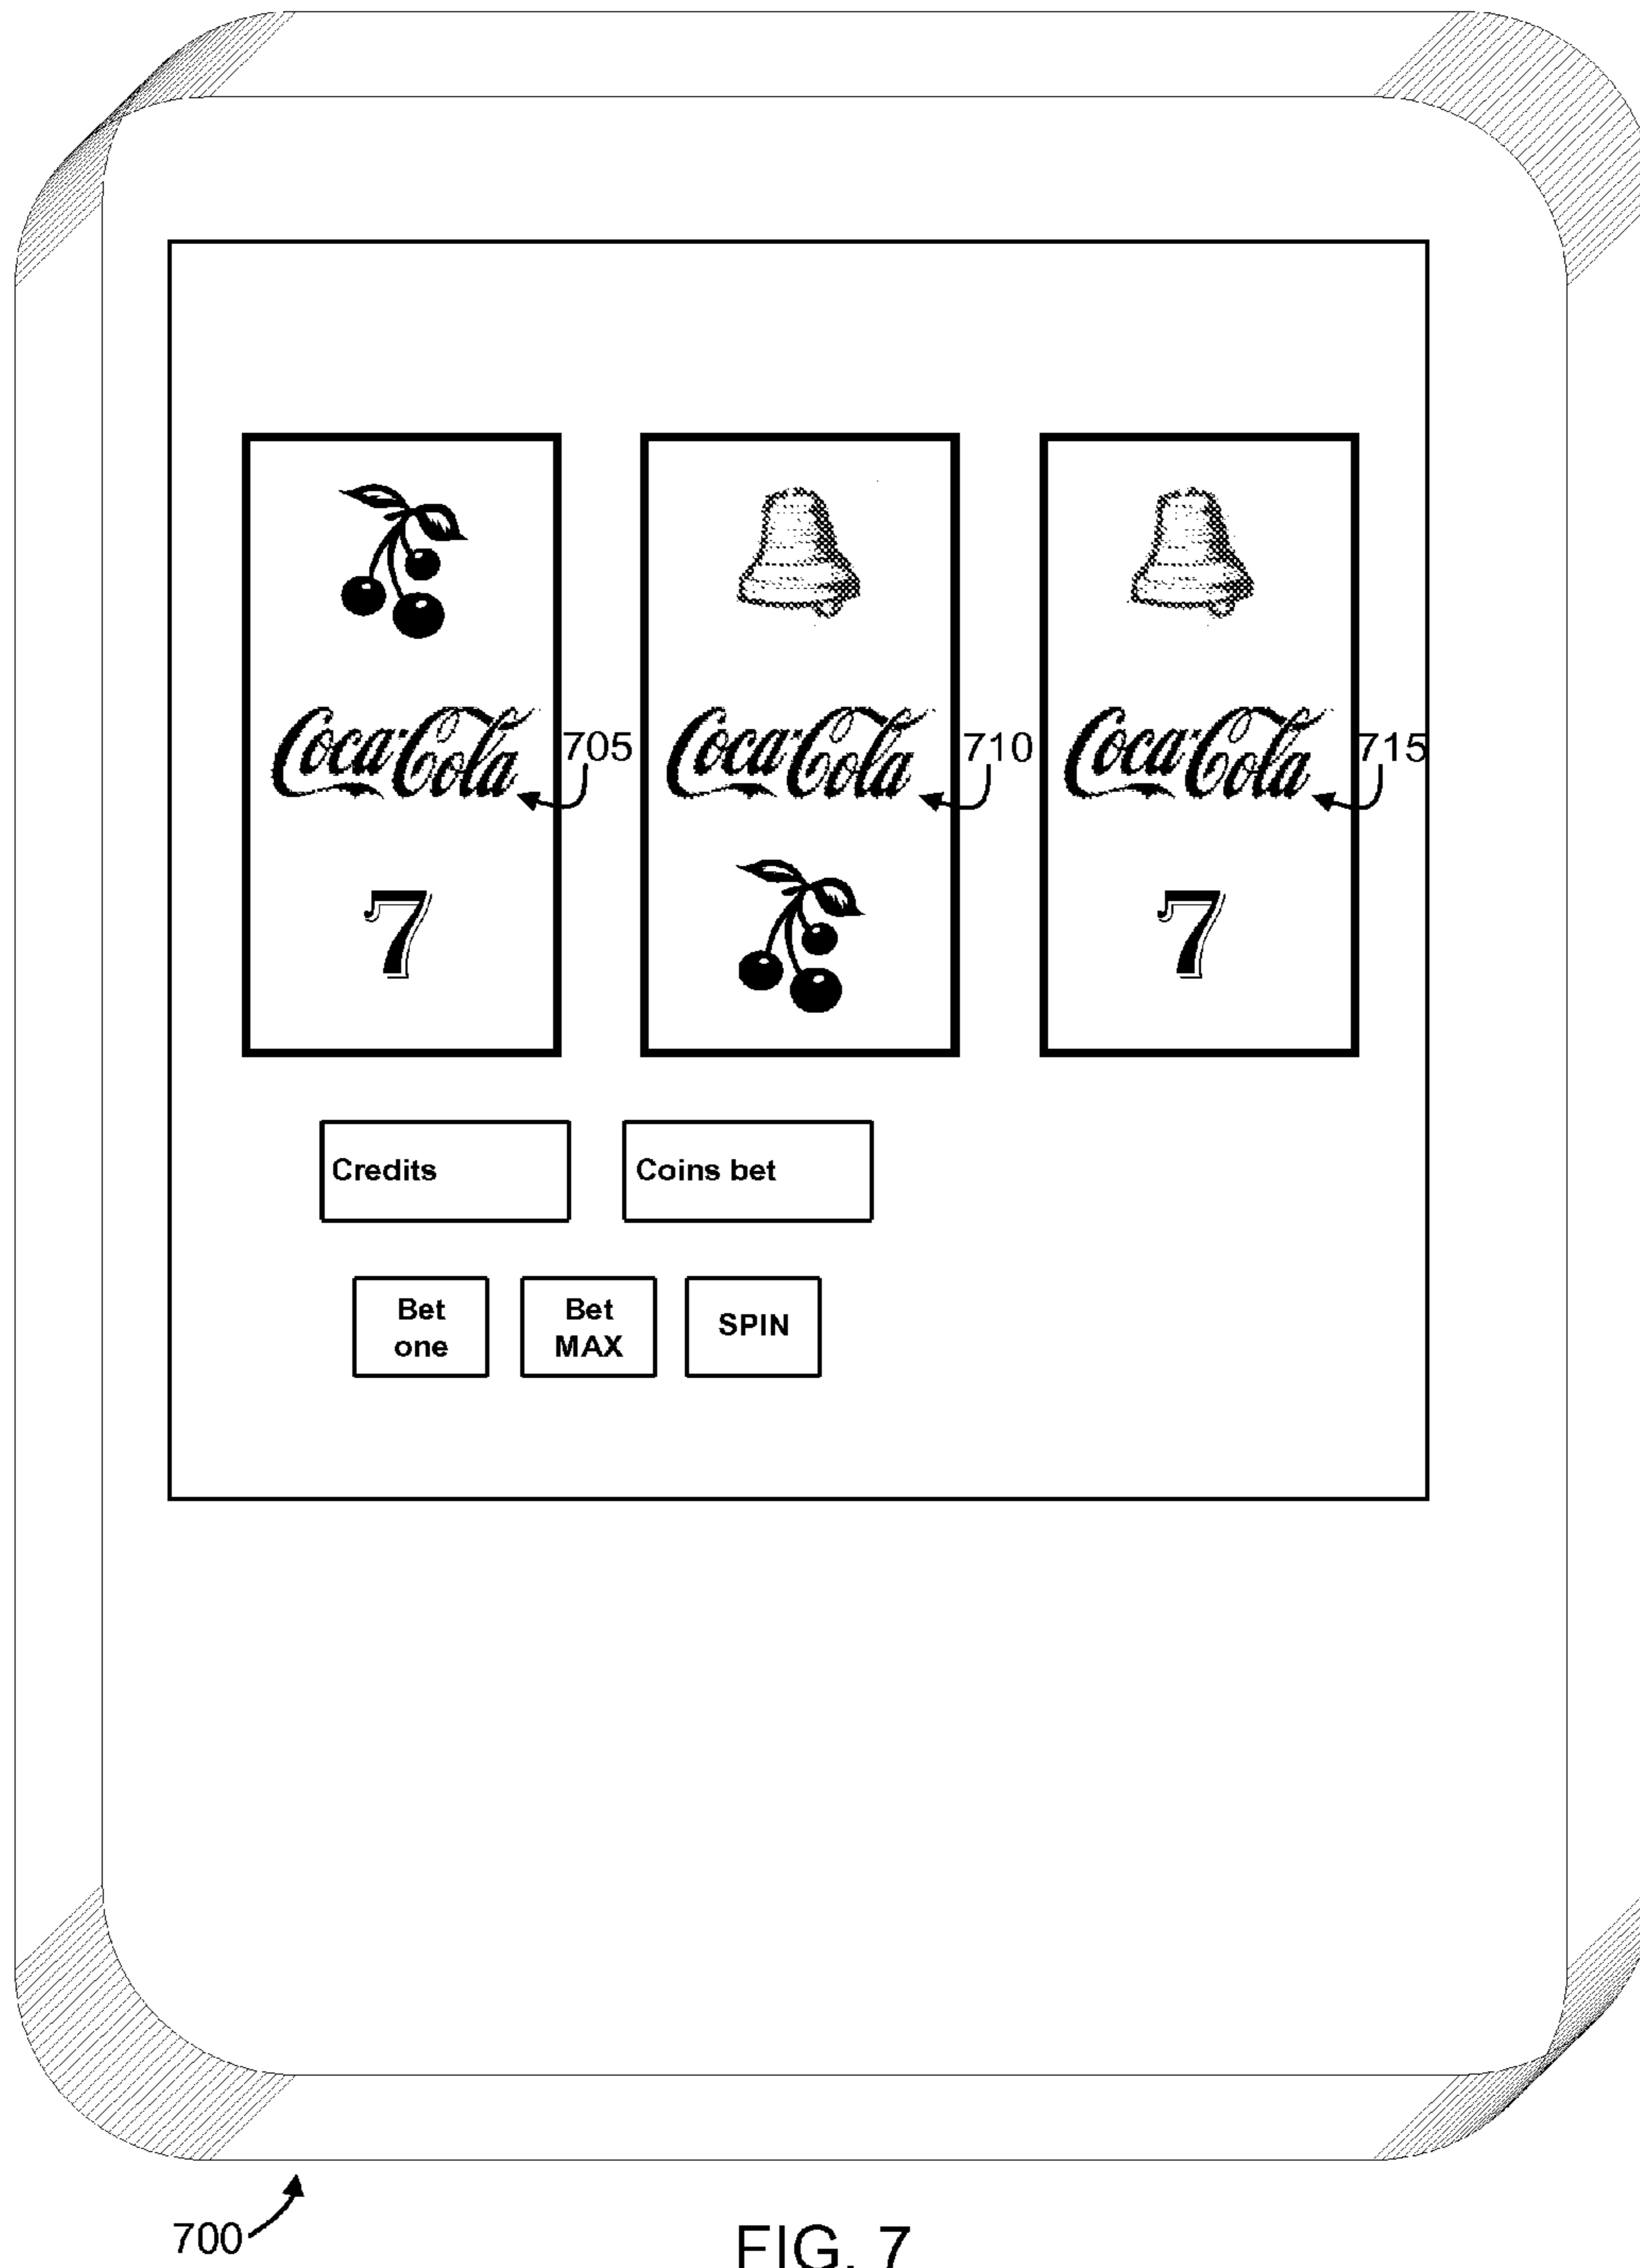 Coca-Cola 705 Coca-Cola 710 Coca-Cola 715
7 7
Credits Coins bet
Bet one Bet MAX SPIN
700
FIG. 7